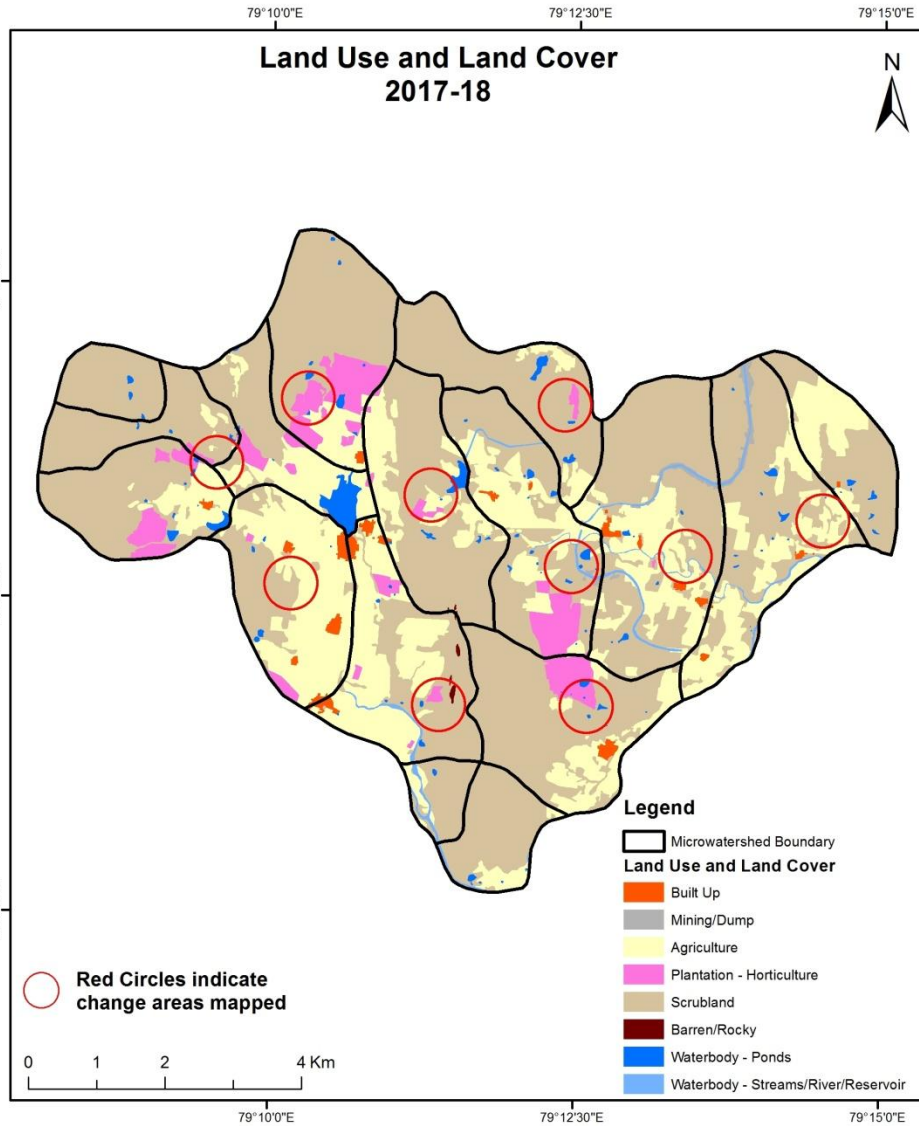 79°10'0"E 79°12'30"E 79°15'0"E
Land Use and Land Cover
2017-18
N
Legend
Microwatershed Boundary
Land Use and Land Cover
Built Up
Mining/Dump
Agriculture
Plantation - Horticulture
Scrubland
Barren/Rocky
Waterbody - Ponds
Waterbody - Streams/River/Reservoir
Red Circles indicate
change areas mapped
0 1 2 4 Km
79°10'0"E 79°12'30"E 79°15'0"E